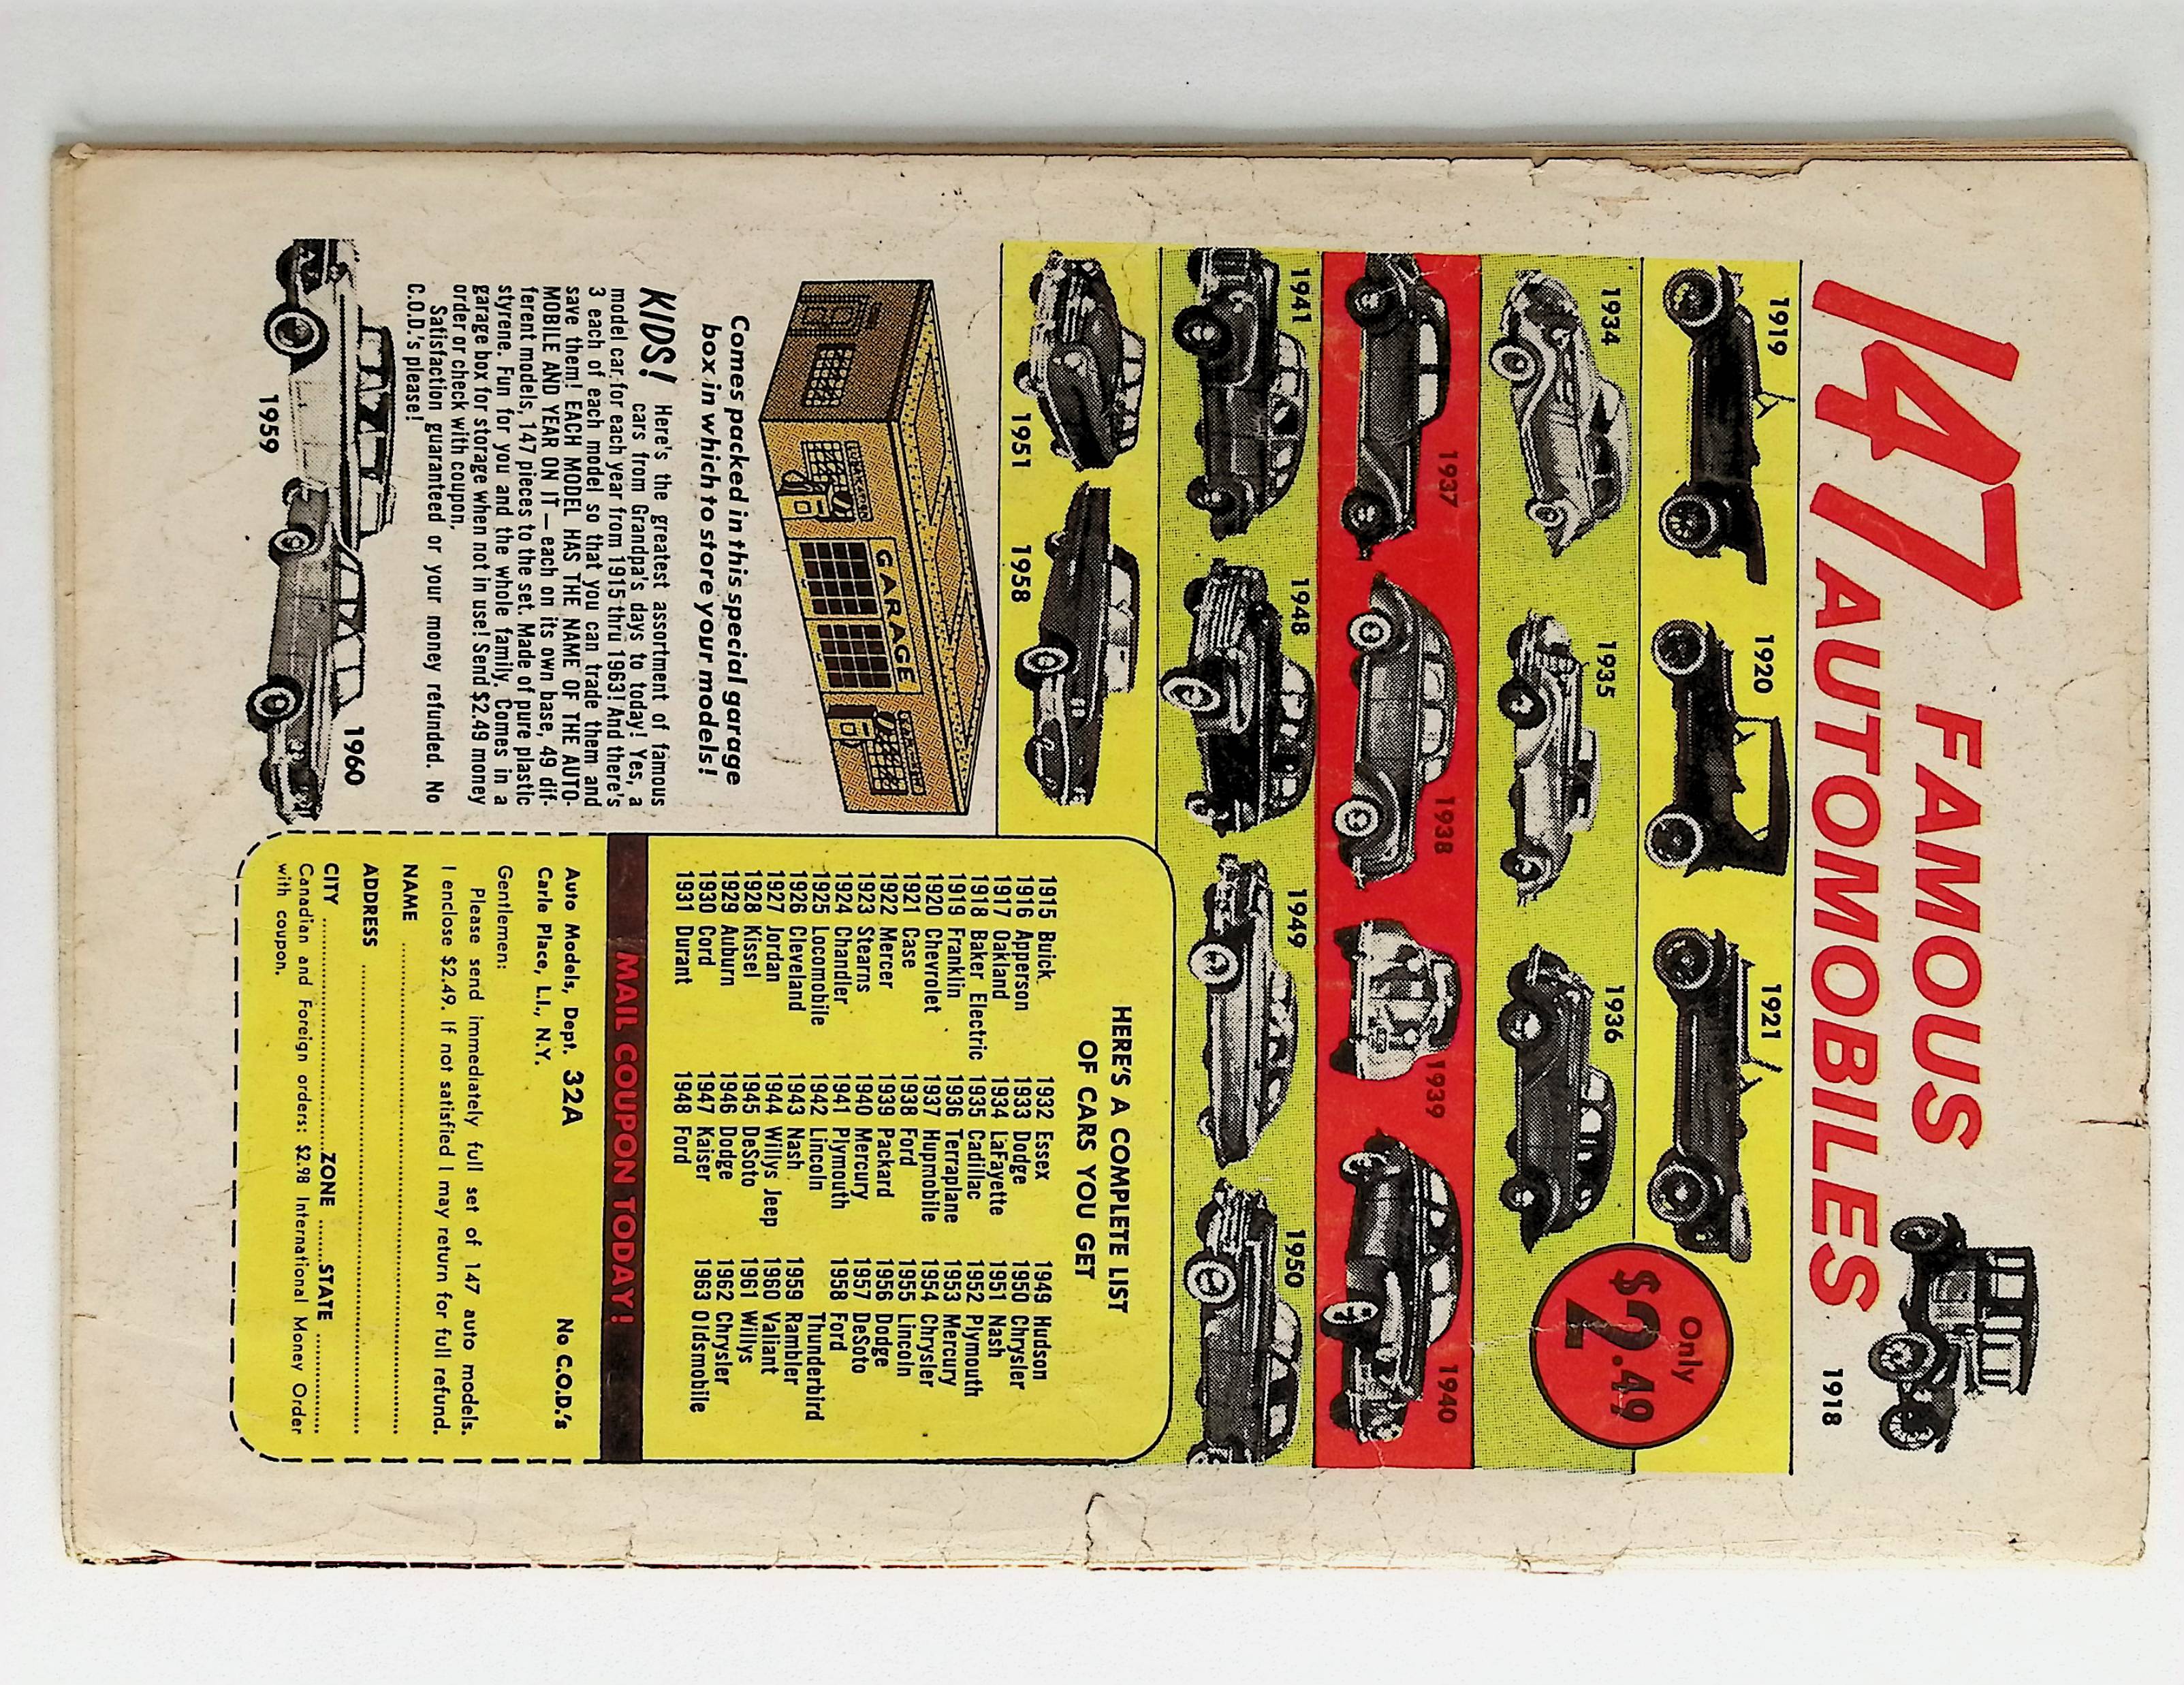 147 FAMOUS
AUTOMOBILES
1918
1919
1920
1921
Only
$2.49
1934
1935
1936
1937
1938
1939
1940
1941
1948
1949
1950
1951
1958
GARAGE
Comes packed in this special garage
box in which to store your models!
KIDS! Here's the greatest assortment of famous
cars from Grandpa's days to today! Yes, a
model car for each year from 1915 thru 1963! And there's
3 each of each model so that you can trade them and
save them! EACH MODEL HAS THE NAME OF THE AUTO-
MOBILE AND YEAR ON IT — each on its own base, 49 dif-
ferent models, 147 pieces to the set. Made of pure plastic
styrene. Fun for you and the whole family. Comes in a
garage box for storage when not in use! Send $2.49 money
order or check with coupon.
Satisfaction guaranteed or your money refunded. No
C.O.D.'s please!
1959
1960
HERE'S A COMPLETE LIST
OF CARS YOU GET
1915 Buick
1916 Apperson
1917 Oakland
1918 Baker Electric
1919 Franklin
1920 Chevrolet
1921 Case
1922 Mercer
1923 Stearns
1924 Chandler
1925 Locomobile
1926 Cleveland
1927 Jordan
1928 Kissel
1929 Auburn
1930 Cord
1931 Durant
1932 Essex
1933 Dodge
1934 LaFayette
1935 Cadillac
1936 Terraplane
1937 Hupmobile
1938 Ford
1939 Packard
1940 Mercury
1941 Plymouth
1942 Lincoln
1943 Nash
1944 Willys Jeep
1945 DeSoto
1946 Dodge
1947 Kaiser
1948 Ford
1949 Hudson
1950 Chrysler
1951 Nash
1952 Plymouth
1953 Mercury
1954 Chrysler
1955 Lincoln
1956 Dodge
1957 DeSoto
1958 Ford
Thunderbird
1959 Rambler
1960 Valiant
1961 Willys
1962 Chrysler
1963 Oldsmobile
MAIL COUPON TODAY!
Auto Models, Dept. 32A No C.O.D.'s
Carle Place, L.I., N.Y.
Gentlemen:
Please send immediately full set of 147 auto models.
I enclose $2.49. If not satisfied I may return for full refund.
NAME
ADDRESS
CITY ZONE STATE
Canadian and Foreign orders: $2.98 International Money Order
with coupon.